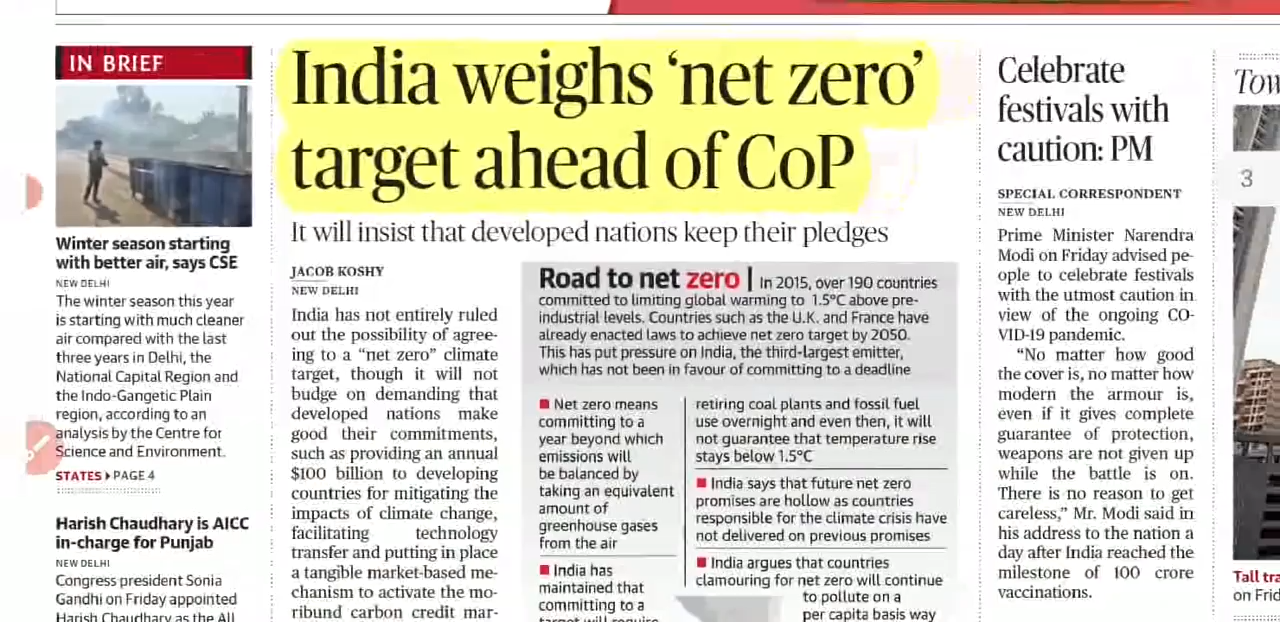 IN BRIEF
Winter season starting
with better air, says CSE
NEW DELHI
The winter season this year
is starting with much cleaner
air compared with the last
three years in Delhi, the
National Capital Region and
the Indo-Gangetic Plain
region, according to an
analysis by the Centre for
Science and Environment.
STATES PAGE 4
Harish Chaudhary is AICC
in-charge for Punjab
NEW DELHI
Congress president Sonia
Gandhi on Friday appointed
Harish Chaudhary as the All
India weighs ‘net zero’
target ahead of CoP
It will insist that developed nations keep their pledges
JACOB KOSHY
NEW DELHI
India has not entirely ruled
out the possibility of agree-
ing to a “net zero” climate
target, though it will not
budge on demanding that
developed nations make
good their commitments,
such as providing an annual
$100 billion to developing
countries for mitigating the
impacts of climate change,
facilitating technology
transfer and putting in place
a tangible market-based me-
chanism to activate the mo-
ribund carbon credit mar-
Road to net zero | In 2015, over 190 countries
committed to limiting global warming to 1.5°C above pre-
industrial levels. Countries such as the U.K. and France have
already enacted laws to achieve net zero target by 2050.
This has put pressure on India, the third-largest emitter,
which has not been in favour of committing to a deadline
Net zero means
committing to a
year beyond which
emissions will
be balanced by
taking an equivalent
amount of
greenhouse gases
from the air
India has
maintained that
committing to a
target will require
retiring coal plants and fossil fuel
use overnight and even then, it will
not guarantee that temperature rise
stays below 1.5°C
India says that future net zero
promises are hollow as countries
responsible for the climate crisis have
not delivered on previous promises
India argues that countries
clamouring for net zero will continue
to pollute on a
per capita basis way
Celebrate
festivals with
caution: PM
SPECIAL CORRESPONDENT
NEW DELHI
Prime Minister Narendra
Modi on Friday advised pe-
ople to celebrate festivals
with the utmost caution in
view of the ongoing CO-
VID-19 pandemic.
“No matter how good
the cover is, no matter how
modern the armour is,
even if it gives complete
guarantee of protection,
weapons are not given up
while the battle is on.
There is no reason to get
careless,” Mr. Modi said in
his address to the nation a
day after India reached the
milestone of 100 crore
vaccinations.
3
Tall
on